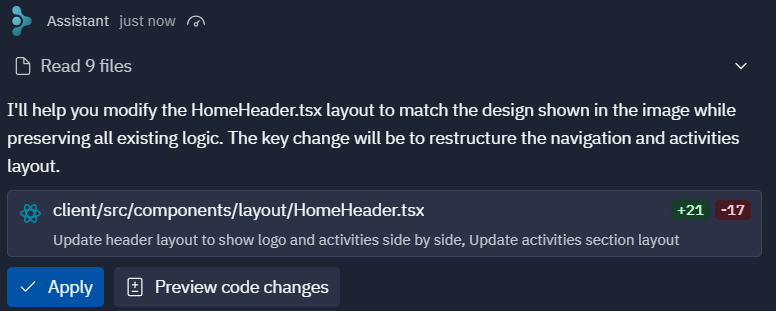 Assistant just now
Read 9 files
I'll help you modify the HomeHeader.tsx layout to match the design shown in the image while
preserving all existing logic. The key change will be to restructure the navigation and activities
layout.
client/src/components/layout/HomeHeader.tsx +21 -17
Update header layout to show logo and activities side by side, Update activities section layout
Apply Preview code changes